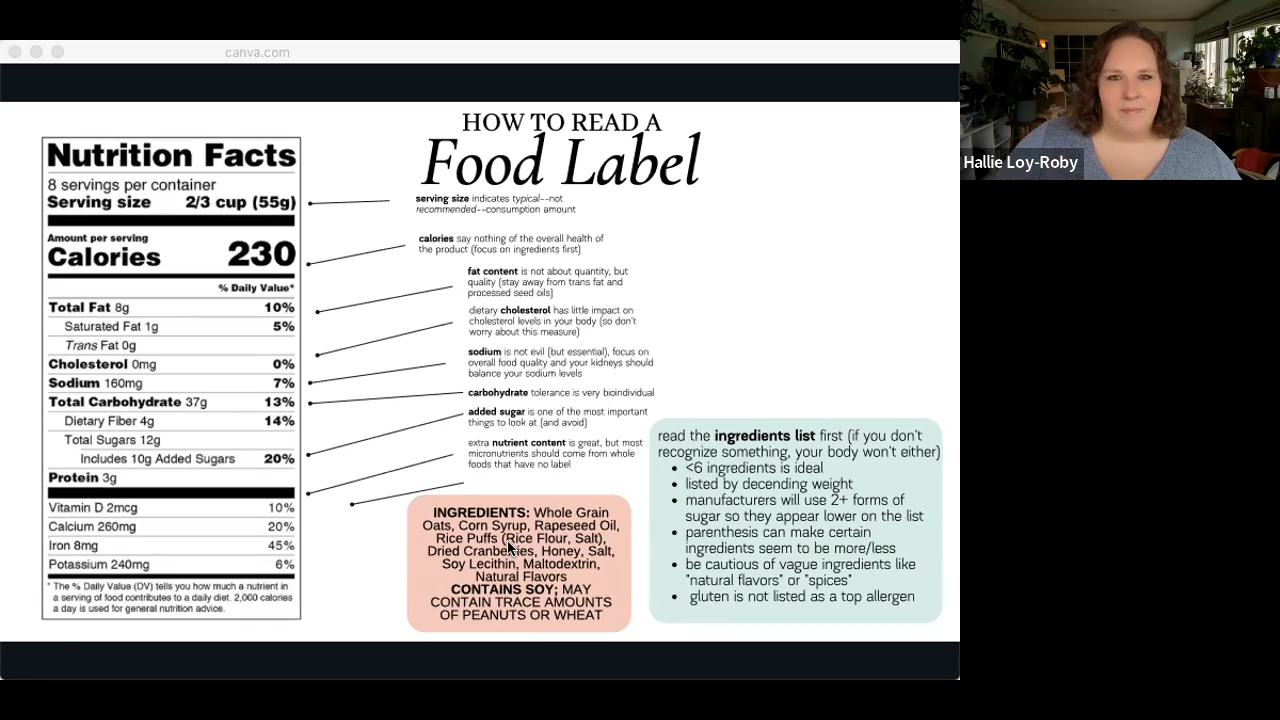 canva.com
Hallie Loy-Roby
HOW TO READ A
Food Label
Nutrition Facts
8 servings per container
Serving size 2/3 cup (55g)
Amount per serving
Calories 230
% Daily Value*
Total Fat 8g 10%
Saturated Fat 1g 5%
Trans Fat 0g
Cholesterol 0mg 0%
Sodium 160mg 7%
Total Carbohydrate 37g 13%
Dietary Fiber 4g 14%
Total Sugars 12g
Includes 10g Added Sugars 20%
Protein 3g
Vitamin D 2mcg 10%
Calcium 260mg 20%
Iron 8mg 45%
Potassium 240mg 6%
* The % Daily Value (DV) tells you how much a nutrient in
a serving of food contributes to a daily diet. 2,000 calories
a day is used for general nutrition advice.
serving size indicates typical--not
recommended--consumption amount
calories say nothing of the overall health of
the product (focus on ingredients first)
fat content is not about quantity, but
quality (stay away from trans fat and
processed seed oils)
dietary cholesterol has little impact on
cholesterol levels in your body (so don't
worry about this measure)
sodium is not evil (but essential), focus on
overall food quality and your kidneys should
balance your sodium levels
carbohydrate tolerance is very bioindividual
added sugar is one of the most important
things to look at (and avoid)
extra nutrient content is great, but most
micronutrients should come from whole
foods that have no label
INGREDIENTS: Whole Grain
Oats, Corn Syrup, Rapeseed Oil,
Rice Puffs (Rice Flour, Salt),
Dried Cranberries, Honey, Salt,
Soy Lecithin, Maltodextrin,
Natural Flavors
CONTAINS SOY; MAY
CONTAIN TRACE AMOUNTS
OF PEANUTS OR WHEAT
read the ingredients list first (if you don't
recognize something, your body won't either)
• <6 ingredients is ideal
• listed by decending weight
• manufacturers will use 2+ forms of
sugar so they appear lower on the list
• parenthesis can make certain
ingredients seem to be more/less
• be cautious of vague ingredients like
"natural flavors" or "spices"
• gluten is not listed as a top allergen